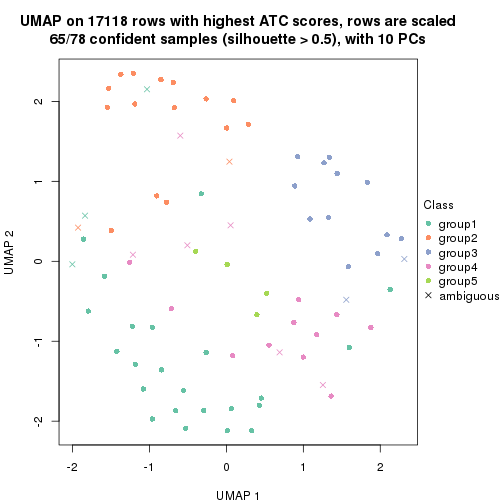 UMAP on 17118 rows with highest ATC scores, rows are scaled
65/78 confident samples (silhouette > 0.5), with 10 PCs
UMAP 2
2
1
0
-1
-2
-2
-1
0
1
2
UMAP 1
Class
group1
group2
group3
group4
group5
ambiguous